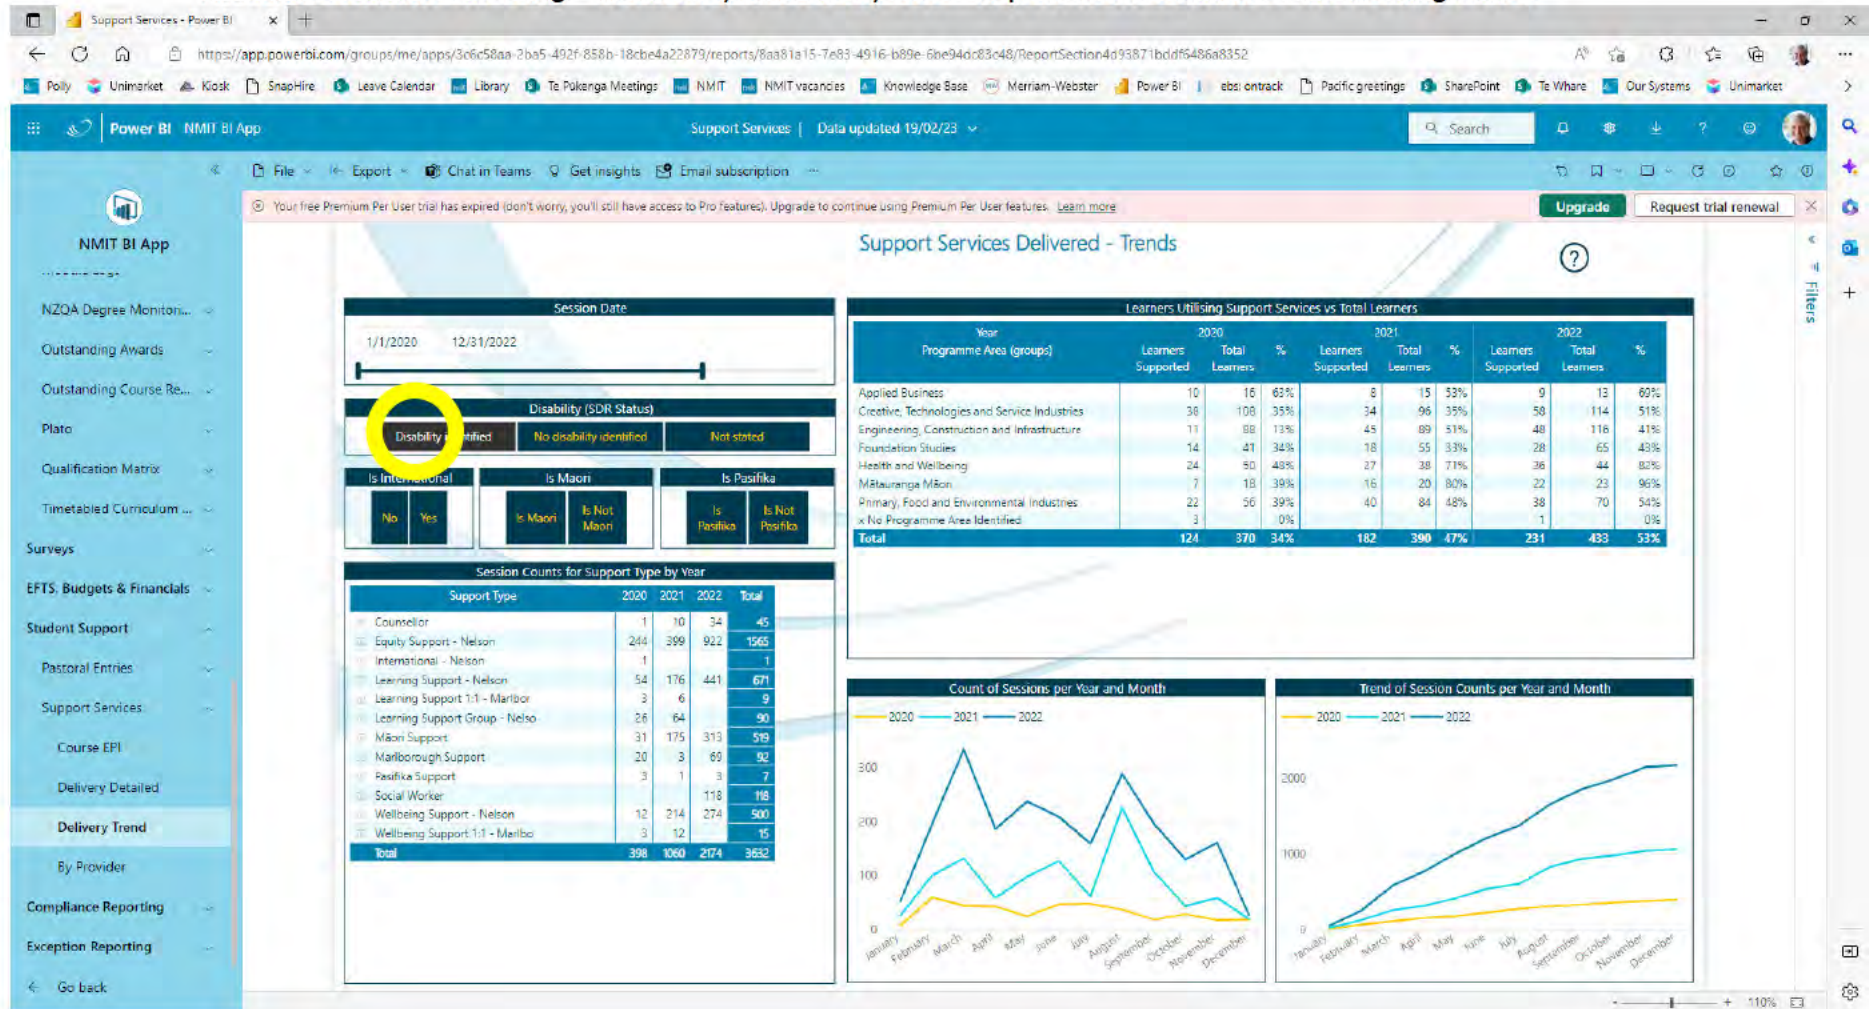 Support Services - Power BI
https://app.powerbi.com/groups/me/apps/3c6c58aa-2ba5-492f-858b-18cbe4a22879/reports/8aa81a15-7e83-4916-b89e-6be94dc83c48/ReportSection4d93871bddf6486a8352
Polly Unimarket Kiosk SnapHire Leave Calendar Library Te Pūkenga Meetings NMIT NMIT vacancies Knowledge Base Merriam-Webster Power BI ebs: ontrack Pacific greetings SharePoint Te Whare Our Systems Unimarket
Power BI NMIT BI App Support Services | Data updated 19/02/23 Search
File Export Chat in Teams Get insights Email subscription
Your free Premium Per User trial has expired (don't worry, you'll still have access to Pro features). Upgrade to continue using Premium Per User features. Learn more Upgrade Request trial renewal
NMIT BI App
NZQA Degree Monitori...
Outstanding Awards
Outstanding Course Re...
Plato
Qualification Matrix
Timetabled Curriculum ...
Surveys
EFTS, Budgets & Financials
Student Support
Pastoral Entries
Support Services
Course EPI
Delivery Detailed
Delivery Trend
By Provider
Compliance Reporting
Exception Reporting
Go back
Support Services Delivered - Trends
Filters
Session Date
1/1/2020 12/31/2022
Disability (SDR Status)
Disability identified No disability identified Not stated
Is International Is Maori Is Pasifika
No Yes Is Maori Is Not Maori Is Pasifika Is Not Pasifika
Session Counts for Support Type by Year
Support Type 2020 2021 2022 Total
Counsellor 1 10 34 45
Equity Support - Nelson 244 399 922 1565
International - Nelson 1 1
Learning Support - Nelson 54 176 441 671
Learning Support 1:1 - Marlbor 3 6 9
Learning Support Group - Nelso 26 64 90
Māori Support 31 175 313 519
Marlborough Support 20 3 69 92
Pasifika Support 3 1 3 7
Social Worker 118 118
Wellbeing Support - Nelson 12 214 274 500
Wellbeing Support 1:1 - Marlbo 3 12 15
Total 398 1060 2174 3632
Learners Utilising Support Services vs Total Learners
Year 2020 2021 2022
Programme Area (groups) Learners Supported Total Learners % Learners Supported Total Learners % Learners Supported Total Learners %
Applied Business 10 16 63% 8 15 53% 9 13 69%
Creative, Technologies and Service Industries 38 108 35% 34 96 35% 58 114 51%
Engineering, Construction and Infrastructure 11 88 13% 45 89 51% 48 116 41%
Foundation Studies 14 41 34% 18 55 33% 28 65 43%
Health and Wellbeing 24 50 48% 27 38 71% 36 44 82%
Mātauranga Māori 7 18 39% 16 20 80% 22 23 96%
Primary, Food and Environmental Industries 22 56 39% 40 84 48% 38 70 54%
x No Programme Area Identified 3 0% 1 0%
Total 124 370 34% 182 390 47% 231 433 53%
Count of Sessions per Year and Month
2020 2021 2022
300
200
100
0
January February March April May June July August September October November December
Trend of Session Counts per Year and Month
2020 2021 2022
2000
1000
0
January February March April May June July August September October November December
110%